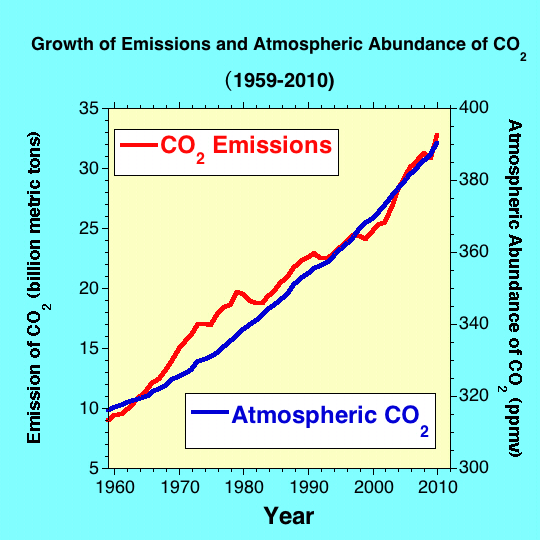 Growth of Emissions and Atmospheric Abundance of CO2
(1959-2010)
35
30
25
20
15
10
5
Emission of CO2 (billion metric tons)
CO2 Emissions
Atmospheric CO2
400
380
360
340
320
300
Atmospheric Abundance of CO2 (ppmv)
1960 1970 1980 1990 2000 2010
Year